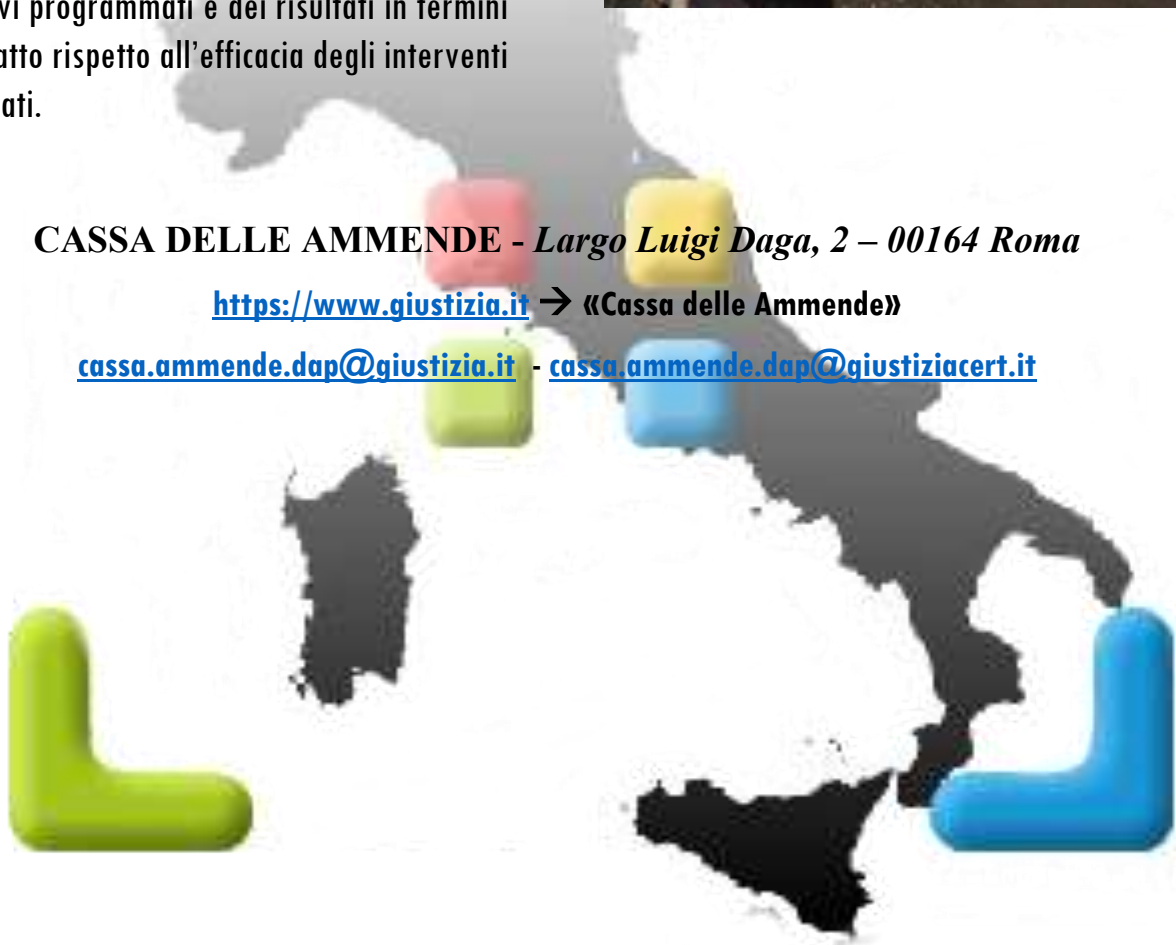 vi programmati e dei risultati in termini
atto rispetto all'efficacia degli interventi
ati.
CASSA DELLE AMMENDE - Largo Luigi Daga, 2 – 00164 Roma
https://www.giustizia.it → «Cassa delle Ammende»
cassa.ammende.dap@giustizia.it - cassa.ammende.dap@giustiziacert.it